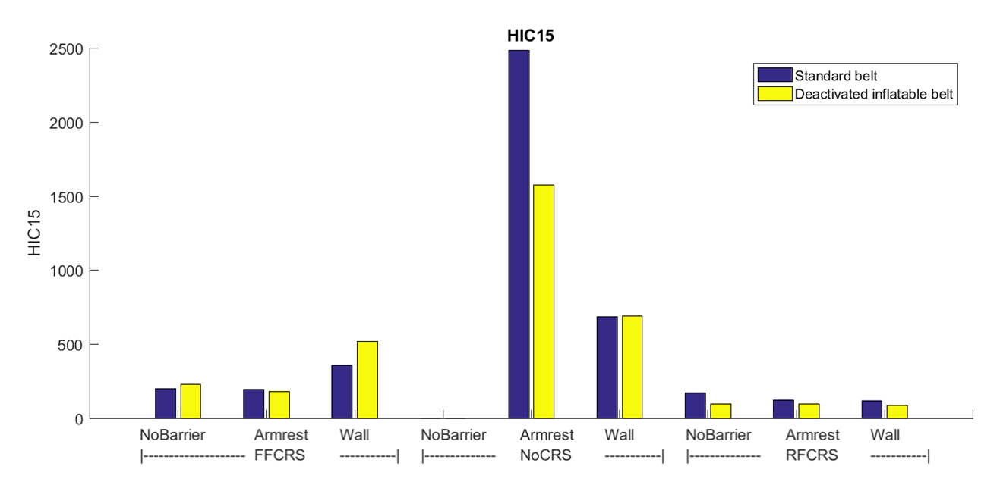 HIC15
2500
Standard belt
Deactivated inflatable belt
2000
1500
HIC15
1000
500
0
NoBarrier Armrest Wall NoBarrier Armrest Wall NoBarrier Armrest Wall
|-------------------- FFCRS -----------| |-------------- NoCRS -----------| |-------------- RFCRS -----------|